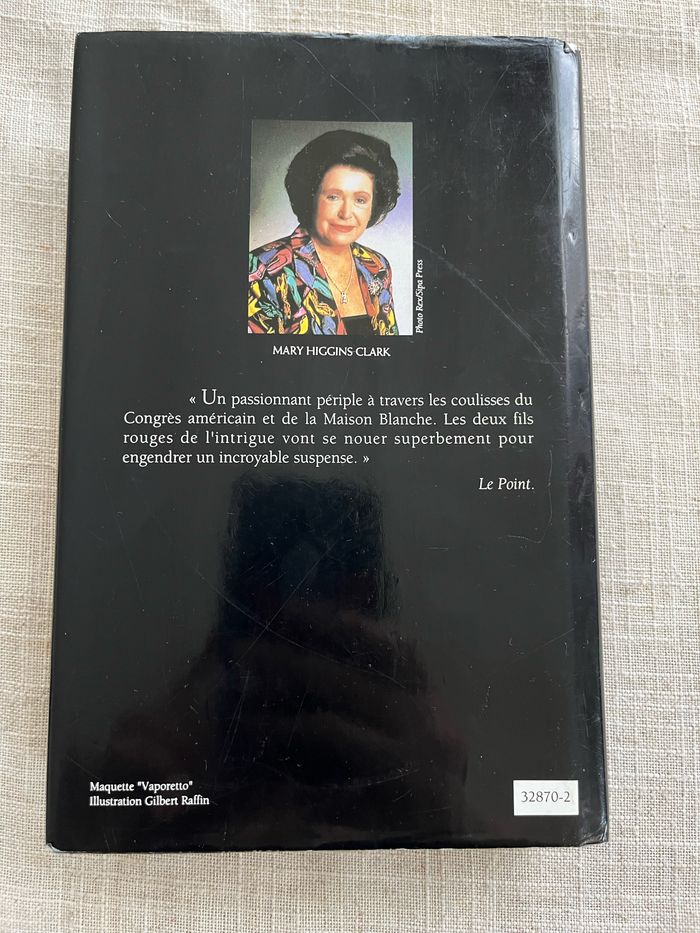 Photo Rex/Sipa Press
MARY HIGGINS CLARK
« Un passionnant périple à travers les coulisses du
Congrès américain et de la Maison Blanche. Les deux fils
rouges de l'intrigue vont se nouer superbement pour
engendrer un incroyable suspense. »
Le Point.
Maquette "Vaporetto"
Illustration Gilbert Raffin
32870-2